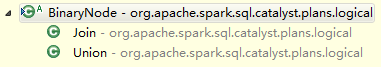 BinaryNode - org.apache.spark.sql.catalyst.plans.logical
Join - org.apache.spark.sql.catalyst.plans.logical
Union - org.apache.spark.sql.catalyst.plans.logical